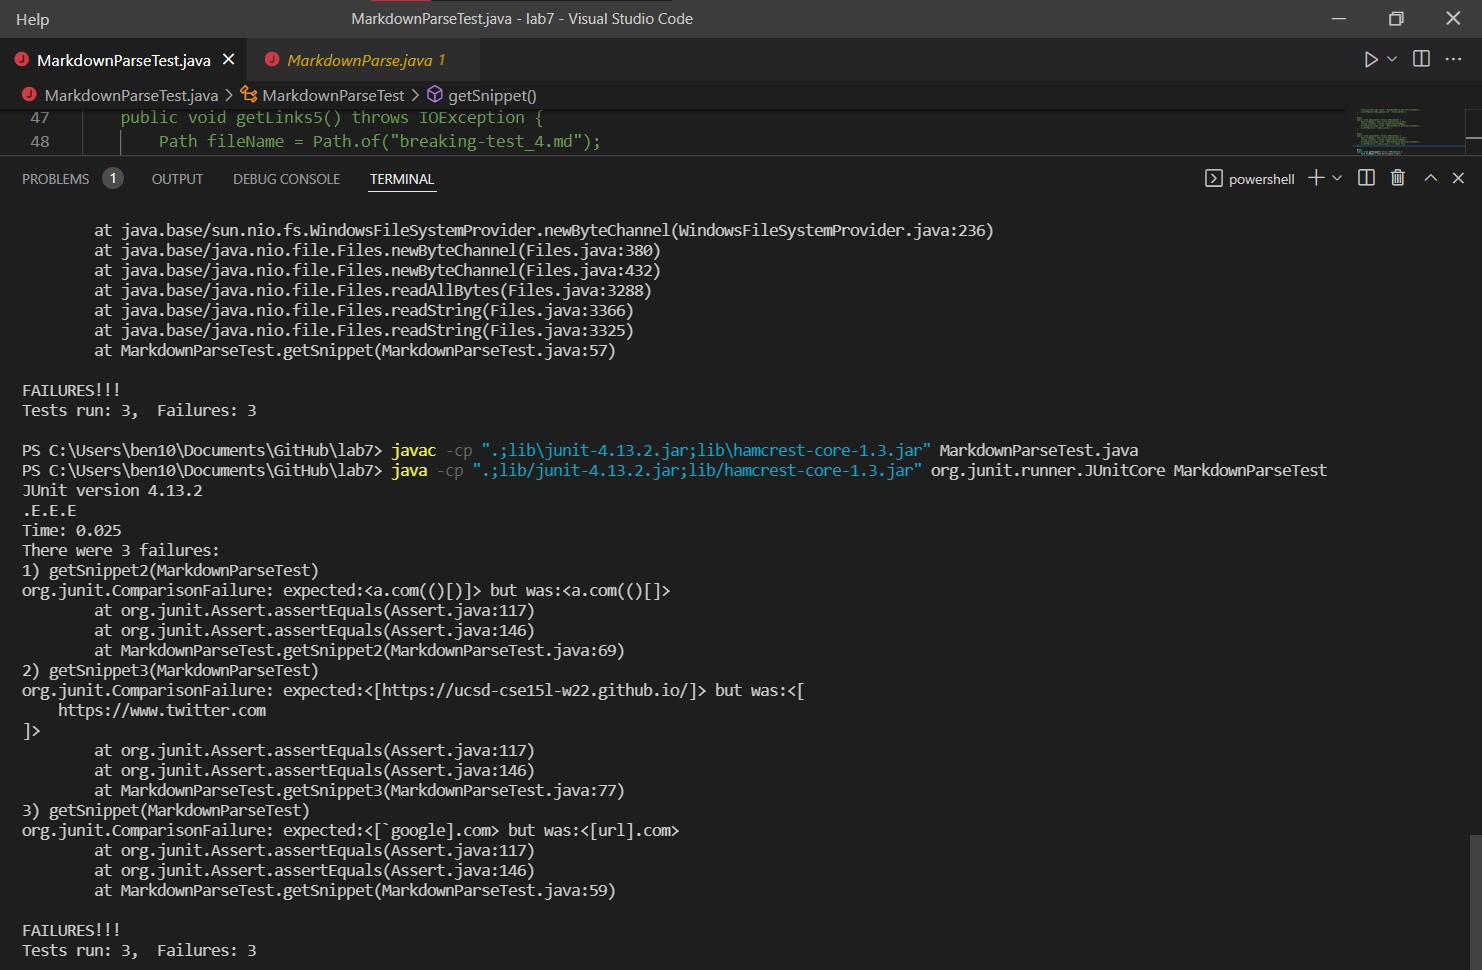 Help MarkdownParseTest.java - lab7 - Visual Studio Code
MarkdownParseTest.java MarkdownParse.java 1
MarkdownParseTest.java > MarkdownParseTest > getSnippet()
47 public void getLinks5() throws IOException {
48 Path fileName = Path.of("breaking-test_4.md");
PROBLEMS 1 OUTPUT DEBUG CONSOLE TERMINAL powershell
at java.base/sun.nio.fs.WindowsFileSystemProvider.newByteChannel(WindowsFileSystemProvider.java:236)
at java.base/java.nio.file.Files.newByteChannel(Files.java:380)
at java.base/java.nio.file.Files.newByteChannel(Files.java:432)
at java.base/java.nio.file.Files.readAllBytes(Files.java:3288)
at java.base/java.nio.file.Files.readString(Files.java:3366)
at java.base/java.nio.file.Files.readString(Files.java:3325)
at MarkdownParseTest.getSnippet(MarkdownParseTest.java:57)
FAILURES!!!
Tests run: 3,  Failures: 3
PS C:\Users\ben10\Documents\GitHub\lab7> javac -cp ".;lib\junit-4.13.2.jar;lib\hamcrest-core-1.3.jar" MarkdownParseTest.java
PS C:\Users\ben10\Documents\GitHub\lab7> java -cp ".;lib/junit-4.13.2.jar;lib/hamcrest-core-1.3.jar" org.junit.runner.JUnitCore MarkdownParseTest
JUnit version 4.13.2
.E.E.E
Time: 0.025
There were 3 failures:
1) getSnippet2(MarkdownParseTest)
org.junit.ComparisonFailure: expected:<a.com(()[)]> but was:<a.com(()[]>
at org.junit.Assert.assertEquals(Assert.java:117)
at org.junit.Assert.assertEquals(Assert.java:146)
at MarkdownParseTest.getSnippet2(MarkdownParseTest.java:69)
2) getSnippet3(MarkdownParseTest)
org.junit.ComparisonFailure: expected:<[https://ucsd-cse15l-w22.github.io/]> but was:<[
https://www.twitter.com
]>
at org.junit.Assert.assertEquals(Assert.java:117)
at org.junit.Assert.assertEquals(Assert.java:146)
at MarkdownParseTest.getSnippet3(MarkdownParseTest.java:77)
3) getSnippet(MarkdownParseTest)
org.junit.ComparisonFailure: expected:<[`google].com> but was:<[url].com>
at org.junit.Assert.assertEquals(Assert.java:117)
at org.junit.Assert.assertEquals(Assert.java:146)
at MarkdownParseTest.getSnippet(MarkdownParseTest.java:59)
FAILURES!!!
Tests run: 3,  Failures: 3